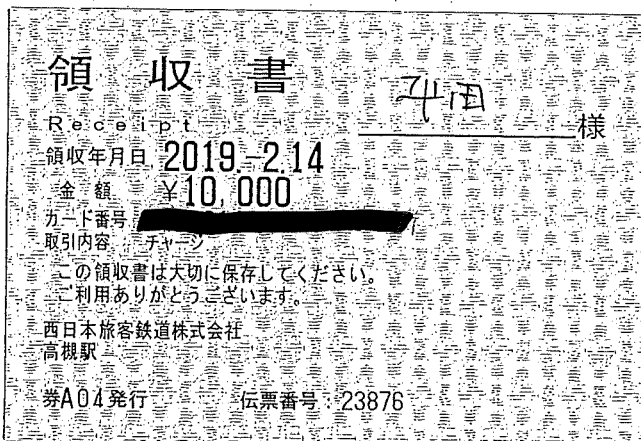 領収書
様
Receipt
領収年月日 2019.-2.14
金額 ¥10,000
カード番号
取引内容 チャージ
この領収書は大切に保存してください。
ご利用ありがとうございます。
西日本旅客鉄道株式会社
高槻駅
券A04発行 伝票番号:23876